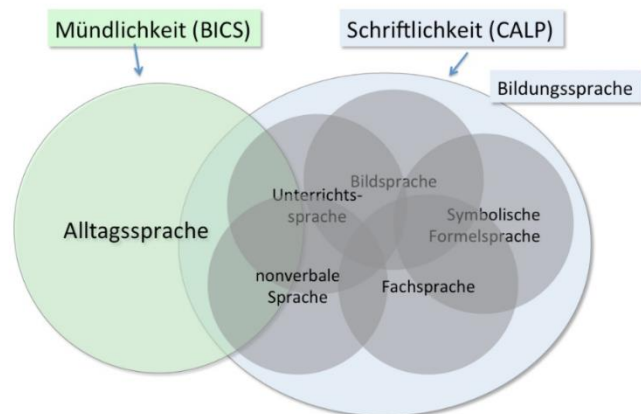 Mündlichkeit (BICS)
Schriftlichkeit (CALP)
Bildungssprache
Alltagssprache
Unterrichts-
sprache
Bildsprache
Symbolische
Formelsprache
nonverbale
Sprache
Fachsprache